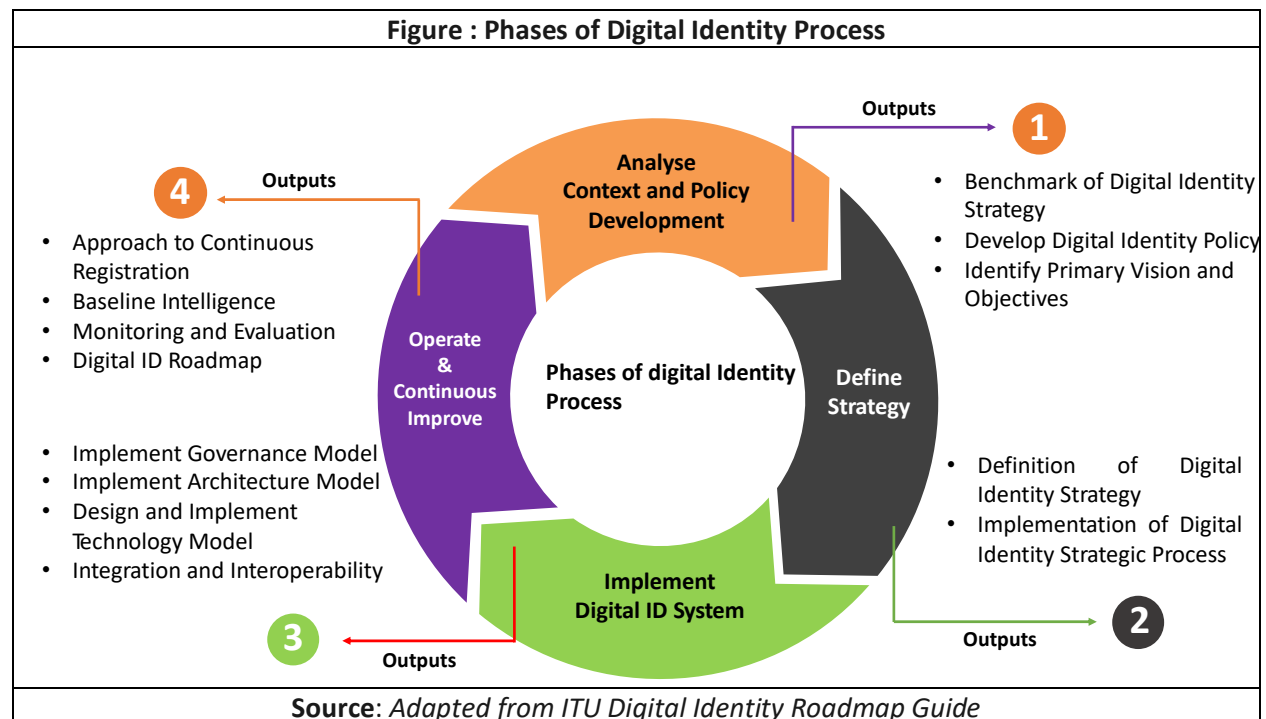 Figure : Phases of Digital Identity Process
Outputs
1
Analyse
Context and Policy
Development
• Benchmark of Digital Identity
Strategy
• Develop Digital Identity Policy
• Identify Primary Vision and
Objectives
Outputs
4
• Approach to Continuous
Registration
• Baseline Intelligence
• Monitoring and Evaluation
• Digital ID Roadmap
Operate
&
Continuous
Improve
Phases of digital Identity
Process
Define
Strategy
• Definition of Digital
Identity Strategy
• Implementation of Digital
Identity Strategic Process
Outputs
2
• Implement Governance Model
• Implement Architecture Model
• Design and Implement
Technology Model
• Integration and Interoperability
Implement
Digital ID System
3
Outputs
Source: Adapted from ITU Digital Identity Roadmap Guide